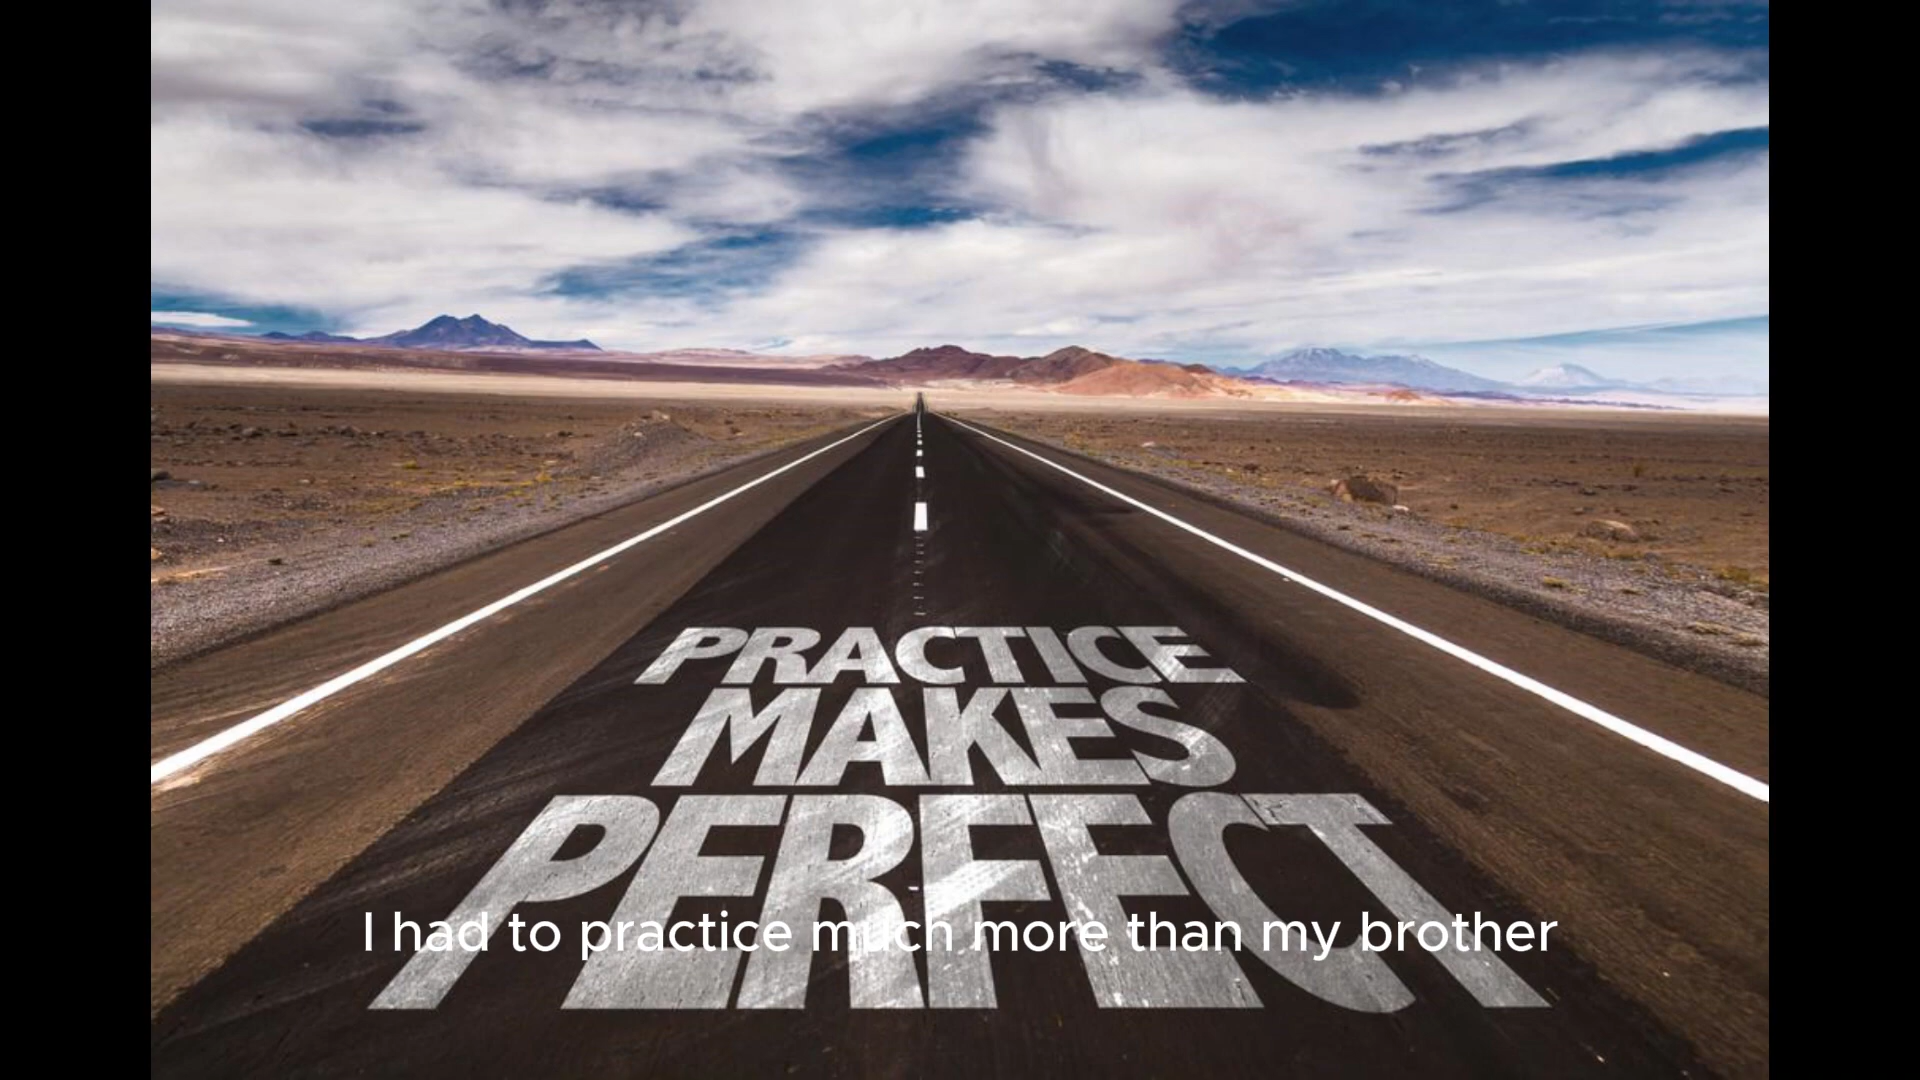 PRACTICE
MAKES
PERFECT
I had to practice much more than my brother